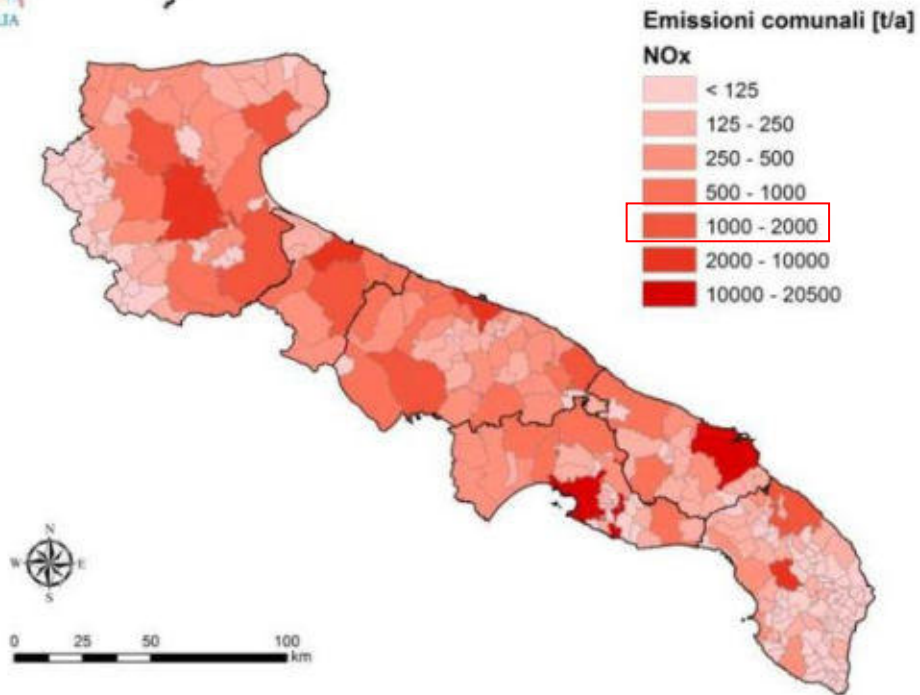 LIA
Emissioni comunali [t/a]
NOx
< 125
125 - 250
250 - 500
500 - 1000
1000 - 2000
2000 - 10000
10000 - 20500
N
W E
S
0 25 50 100
km